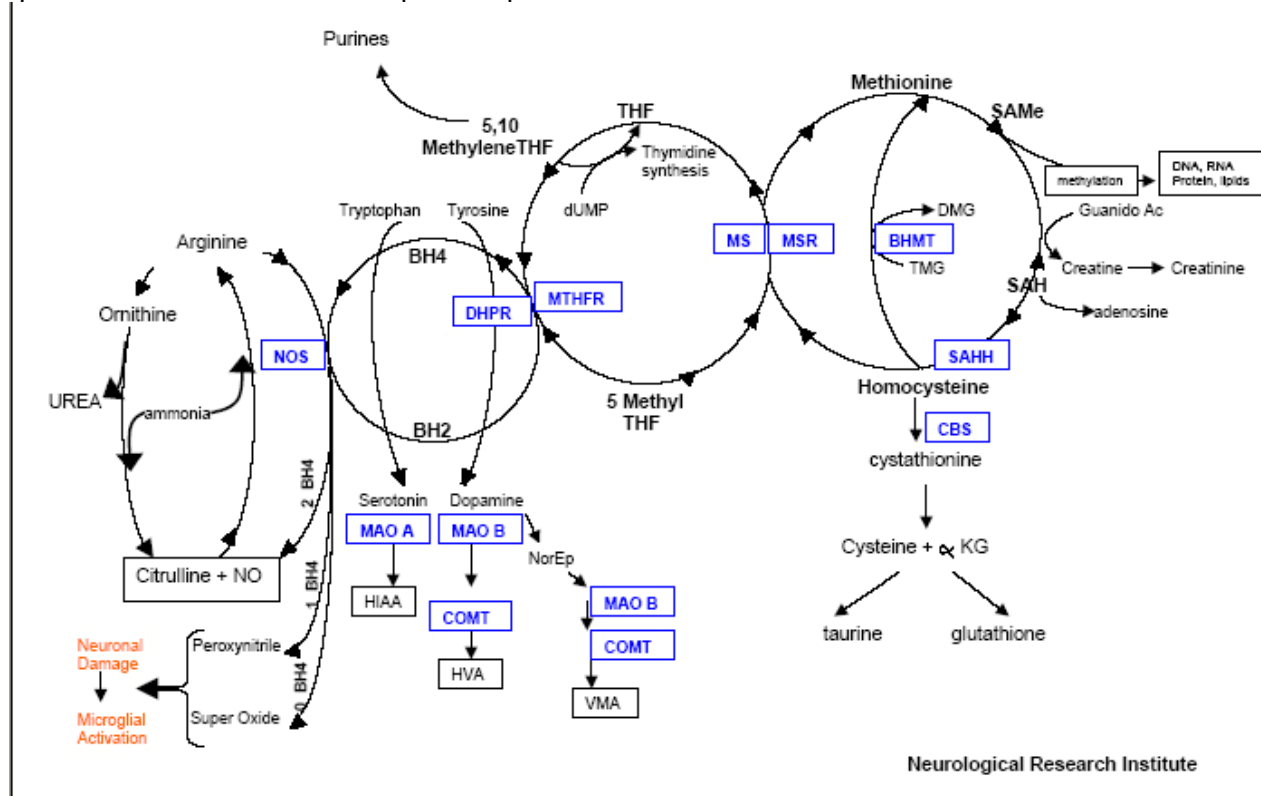 Purines
5,10
MethyleneTHF
THF
Thymidine
synthesis
dUMP
Methionine
SAMe
methylation
DNA, RNA
Protein, lipids
Guanido Ac
Creatine
Creatinine
SAH
adenosine
MS
MSR
BHMT
DMG
TMG
SAHH
Homocysteine
CBS
cystathionine
Cysteine + α KG
taurine
glutathione
Tryptophan
Tyrosine
BH4
DHPR
MTHFR
5 Methyl
THF
BH2
Arginine
Ornithine
NOS
UREA
ammonia
Citrulline + NO
2 BH4
1 BH4
0 BH4
Serotonin
MAO A
HIAA
Dopamine
MAO B
COMT
HVA
NorEp
MAO B
COMT
VMA
Peroxynitrile
Super Oxide
Neuronal
Damage
Microglial
Activation
Neurological Research Institute